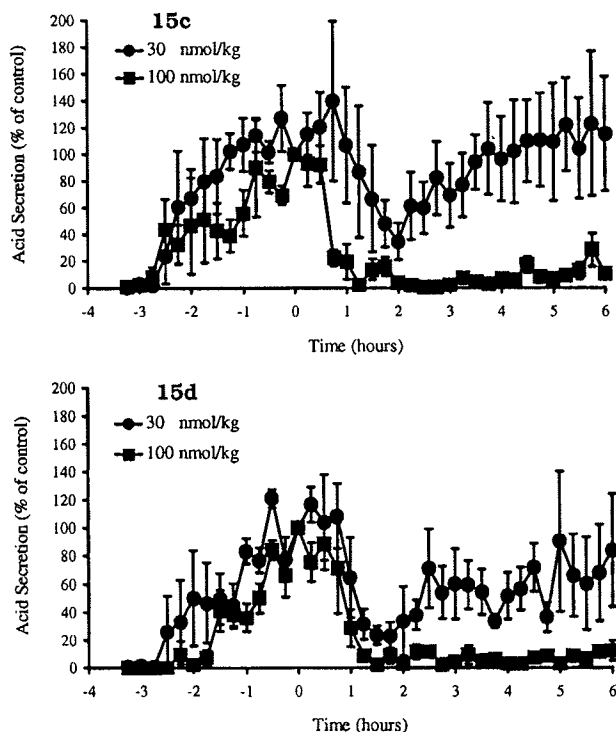 15c
30 nmol/kg
100 nmol/kg
Acid Secretion (% of control)
200
180
160
140
120
100
80
60
40
20
0
-4 -3 -2 -1 0 1 2 3 4 5 6
Time (hours)
15d
30 nmol/kg
100 nmol/kg
Acid Secretion (% of control)
200
180
160
140
120
100
80
60
40
20
0
-4 -3 -2 -1 0 1 2 3 4 5 6
Time (hours)